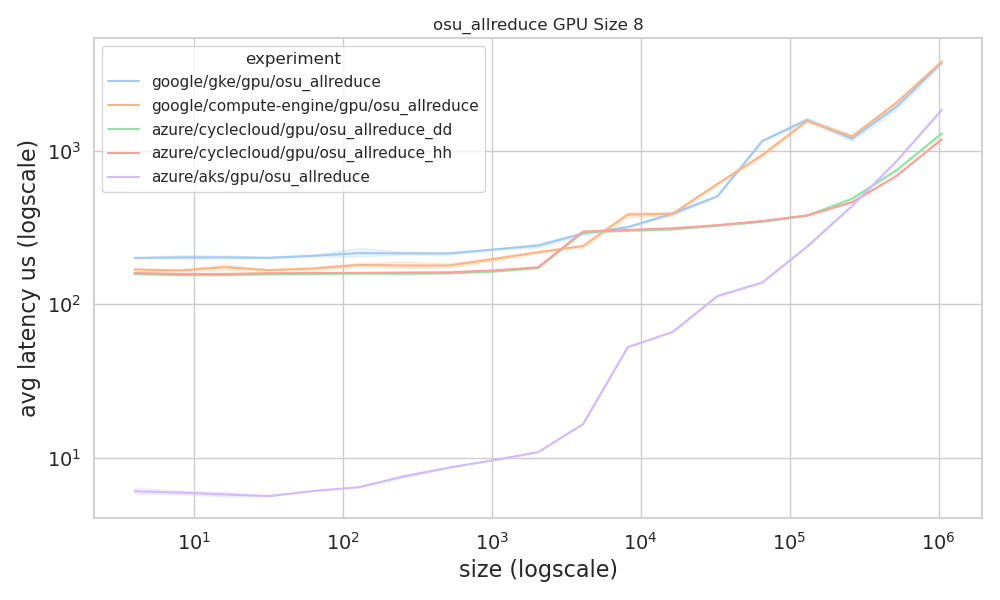 osu_allreduce GPU Size 8
experiment
google/gke/gpu/osu_allreduce
google/compute-engine/gpu/osu_allreduce
azure/cyclecloud/gpu/osu_allreduce_dd
azure/cyclecloud/gpu/osu_allreduce_hh
azure/aks/gpu/osu_allreduce
avg latency us (logscale)
10³
10²
10¹
10¹ 10² 10³ 10⁴ 10⁵ 10⁶
size (logscale)